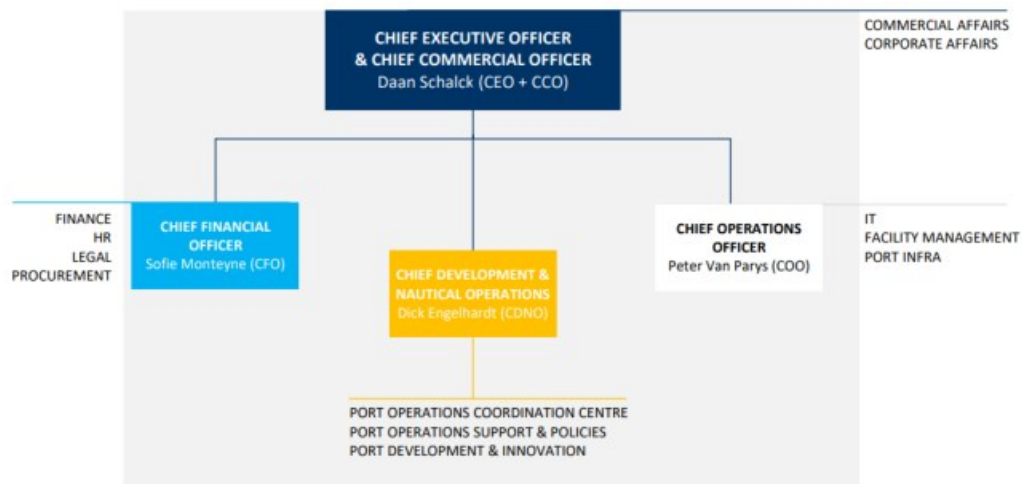 CHIEF EXECUTIVE OFFICER
& CHIEF COMMERCIAL OFFICER
Daan Schalck (CEO + CCO)
COMMERCIAL AFFAIRS
CORPORATE AFFAIRS
FINANCE
HR
LEGAL
PROCUREMENT
CHIEF FINANCIAL
OFFICER
Sofie Monteyne (CFO)
CHIEF DEVELOPMENT &
NAUTICAL OPERATIONS
Dick Engelhardt (CDNO)
CHIEF OPERATIONS
OFFICER
Peter Van Parys (COO)
IT
FACILITY MANAGEMENT
PORT INFRA
PORT OPERATIONS COORDINATION CENTRE
PORT OPERATIONS SUPPORT & POLICIES
PORT DEVELOPMENT & INNOVATION